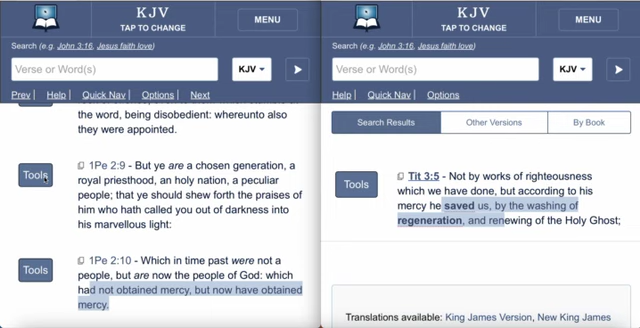 KJV
TAP TO CHANGE
MENU
Search (e.g. John 3:16, Jesus faith love)
Verse or Word(s)
KJV
Prev | Help | Quick Nav | Options | Next
the word, being disobedient: whereunto also
they were appointed.
Tools
1Pe 2:9 - But ye are a chosen generation, a
royal priesthood, an holy nation, a peculiar
people; that ye should shew forth the praises of
him who hath called you out of darkness into
his marvellous light:
Tools
1Pe 2:10 - Which in time past were not a
people, but are now the people of God: which
had not obtained mercy, but now have obtained
mercy.
KJV
TAP TO CHANGE
MENU
Search (e.g. John 3:16, Jesus faith love)
Verse or Word(s)
KJV
Help | Quick Nav | Options
Search Results
Other Versions
By Book
Tools
Tit 3:5 - Not by works of righteousness
which we have done, but according to his
mercy he saved us, by the washing of
regeneration, and renewing of the Holy Ghost;
Translations available: King James Version, New King James